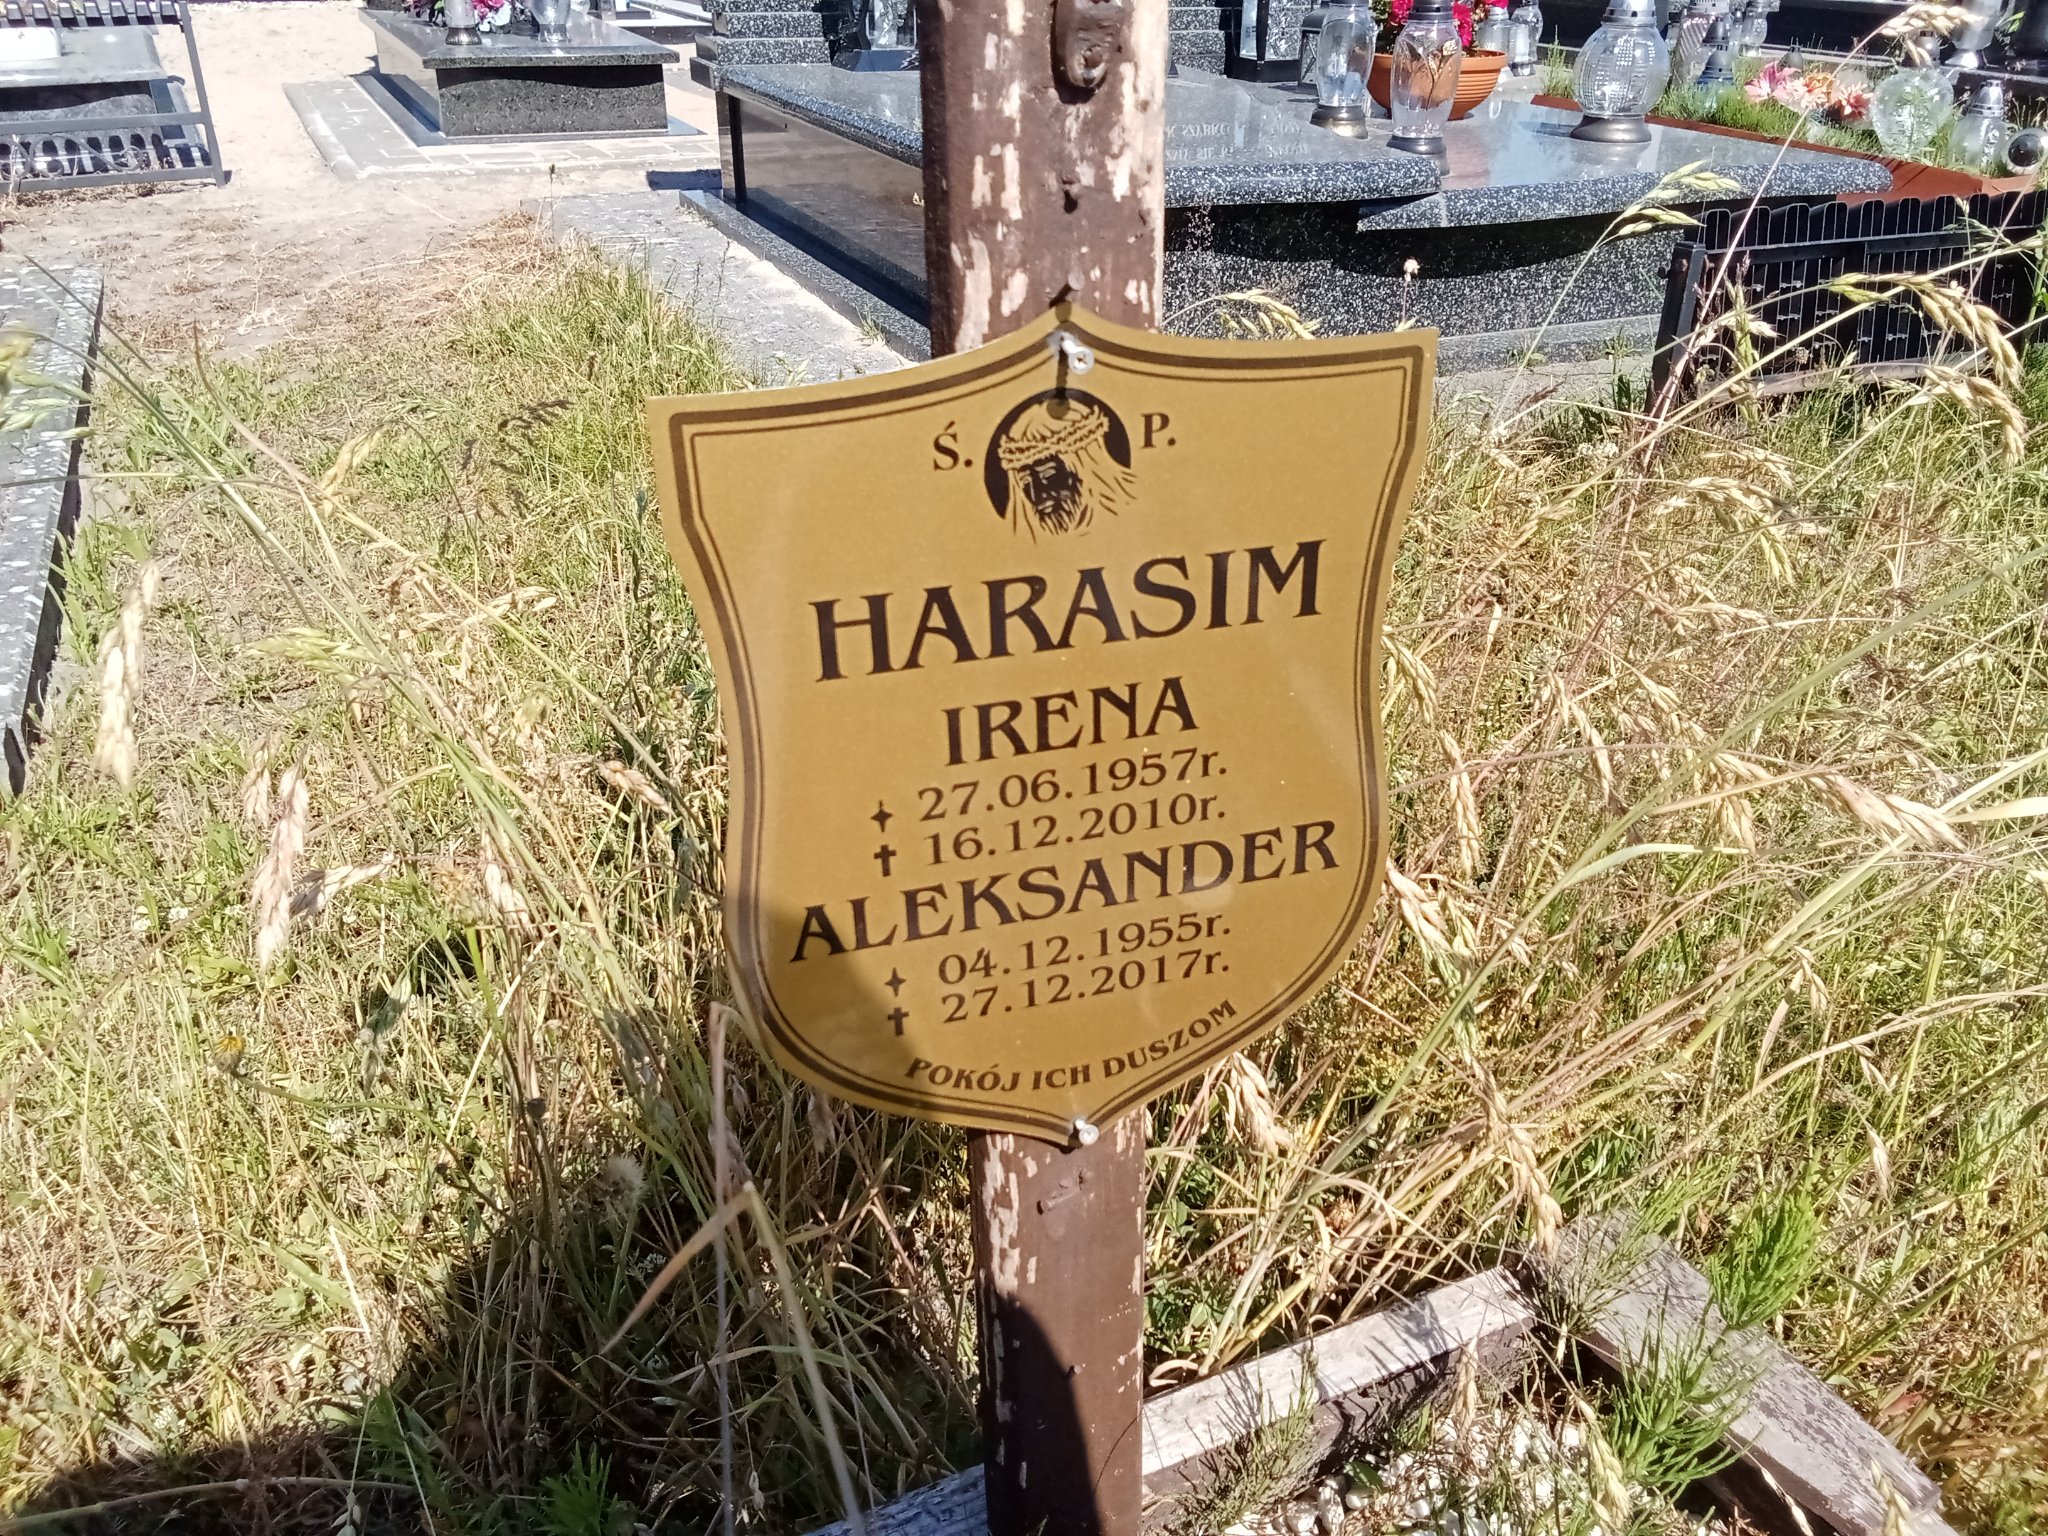 Ś. P.
HARASIM
IRENA
27.06.1957r.
✝ 16.12.2010r.
ALEKSANDER
04.12.1955r.
✝ 27.12.2017r.
POKÓJ ICH DUSZOM